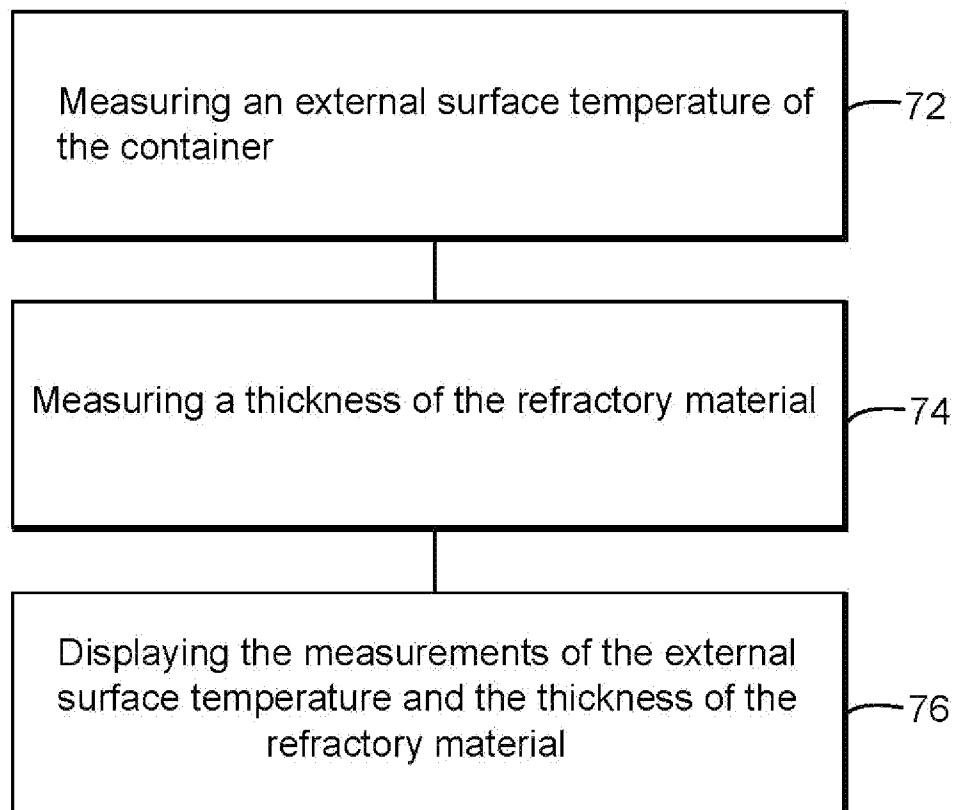 Measuring an external surface temperature of
the container
72
Measuring a thickness of the refractory material
74
Displaying the measurements of the external
surface temperature and the thickness of the
refractory material
76